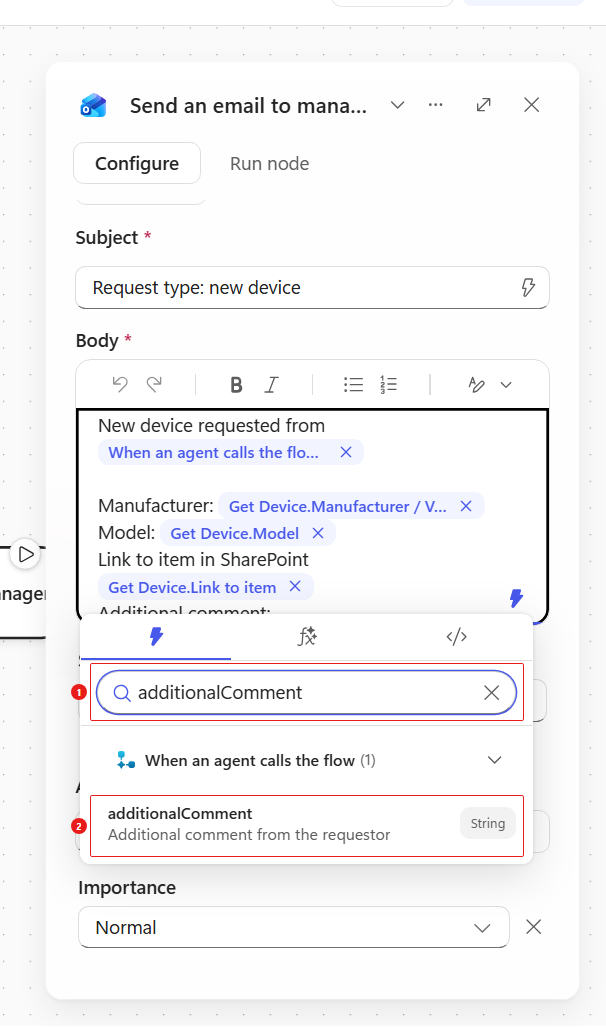 Send an email to mana...
Configure
Run node
Subject *
Request type: new device
Body *
New device requested from
When an agent calls the flo...
Manufacturer: Get Device.Manufacturer / V...
Model: Get Device.Model
Link to item in SharePoint
Get Device.Link to item
Additional comment:
nager
1
additionalComment
When an agent calls the flow (1)
2
additionalComment
Additional comment from the requestor
String
Importance
Normal